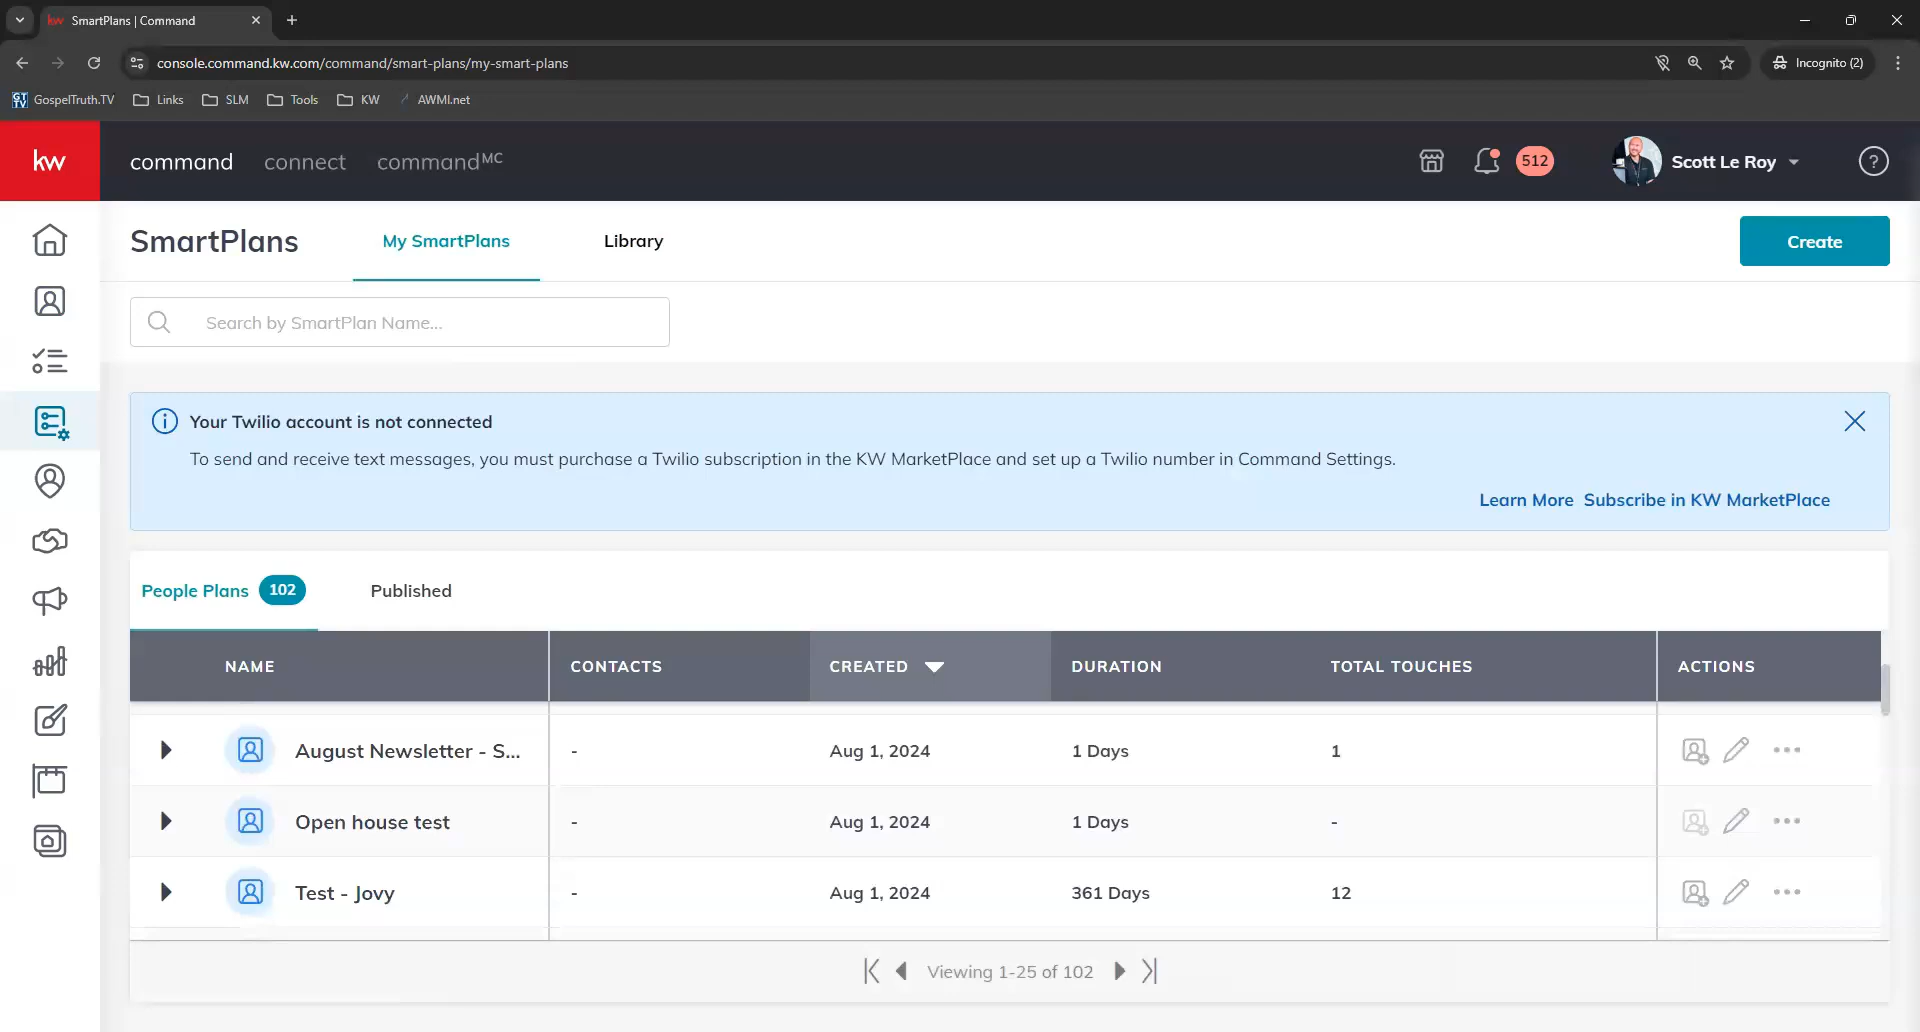 SmartPlans | Command
console.command.kw.com/command/smart-plans/my-smart-plans
Incognito (2)
GospelTruth.TV Links SLM Tools KW AWMI.net
kw command connect commandMC 512 Scott Le Roy ?
SmartPlans My SmartPlans Library Create
Search by SmartPlan Name...
Your Twilio account is not connected
To send and receive text messages, you must purchase a Twilio subscription in the KW MarketPlace and set up a Twilio number in Command Settings.
Learn More Subscribe in KW MarketPlace
People Plans 102 Published
NAME CONTACTS CREATED DURATION TOTAL TOUCHES ACTIONS
August Newsletter - S... - Aug 1, 2024 1 Days 1
Open house test - Aug 1, 2024 1 Days -
Test - Jovy - Aug 1, 2024 361 Days 12
Viewing 1-25 of 102